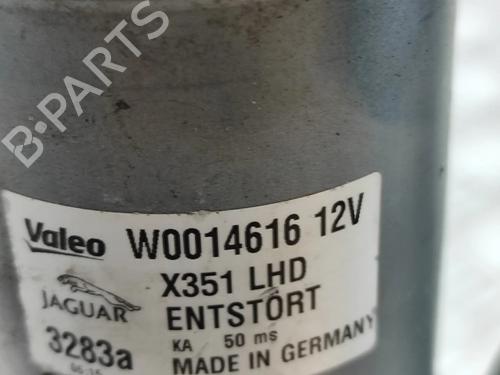 B-PARTS
Valeo W0014616 12V
JAGUAR X351 LHD
ENTSTÖRT
3283a KA 50 ms
MADE IN GERMANY